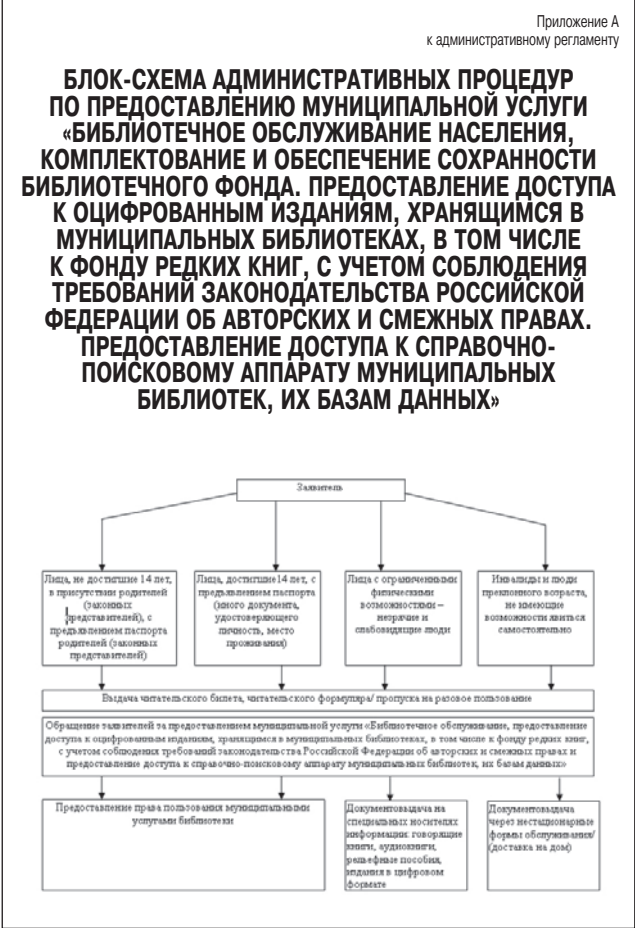 Приложение А
к административному регламенту
БЛОК-СХЕМА АДМИНИСТРАТИВНЫХ ПРОЦЕДУР
ПО ПРЕДОСТАВЛЕНИЮ МУНИЦИПАЛЬНОЙ УСЛУГИ
«БИБЛИОТЕЧНОЕ ОБСЛУЖИВАНИЕ НАСЕЛЕНИЯ,
КОМПЛЕКТОВАНИЕ И ОБЕСПЕЧЕНИЕ СОХРАННОСТИ
БИБЛИОТЕЧНОГО ФОНДА. ПРЕДОСТАВЛЕНИЕ ДОСТУПА
К ОЦИФРОВАННЫМ ИЗДАНИЯМ, ХРАНЯЩИМСЯ В
МУНИЦИПАЛЬНЫХ БИБЛИОТЕКАХ, В ТОМ ЧИСЛЕ
К ФОНДУ РЕДКИХ КНИГ, С УЧЕТОМ СОБЛЮДЕНИЯ
ТРЕБОВАНИЙ ЗАКОНОДАТЕЛЬСТВА РОССИЙСКОЙ
ФЕДЕРАЦИИ ОБ АВТОРСКИХ И СМЕЖНЫХ ПРАВАХ.
ПРЕДОСТАВЛЕНИЕ ДОСТУПА К СПРАВОЧНО-
ПОИСКОВОМУ АППАРАТУ МУНИЦИПАЛЬНЫХ
БИБЛИОТЕК, ИХ БАЗАМ ДАННЫХ»
Заявитель
Лица, не достигшие 14 лет,
в присутствии родителей
(законных
представителей), с
предъявлением паспорта
родителей (законных
представителей)
Лица, достигшие 14 лет, с
предъявлением паспорта
(иного документа,
удостоверяющего
личность, место
проживания)
Лица с ограниченными
физическими
возможностями –
незрячие и
слабовидящие люди
Инвалиды и люди
преклонного возраста,
не имеющие
возможности явиться
самостоятельно
Выдача читательского билета, читательского формуляра/ пропуска на разовое пользование
Обращение заявителей за предоставлением муниципальной услуги «Библиотечное обслуживание, предоставление
доступа к оцифрованным изданиям, хранящимся в муниципальных библиотеках, в том числе к фонду редких книг,
с учетом соблюдения требований законодательства Российской Федерации об авторских и смежных правах и
предоставление доступа к справочно-поисковому аппарату муниципальных библиотек, их базам данных»
Предоставление права пользования муниципальными
услугами библиотеки
Документовыдача на
специальных носителях
информации: говорящие
книги, аудиокниги,
рельефные пособия,
издания в цифровом
формате
Документовыдача
через нестационарные
формы обслуживания/
(доставка на дом)